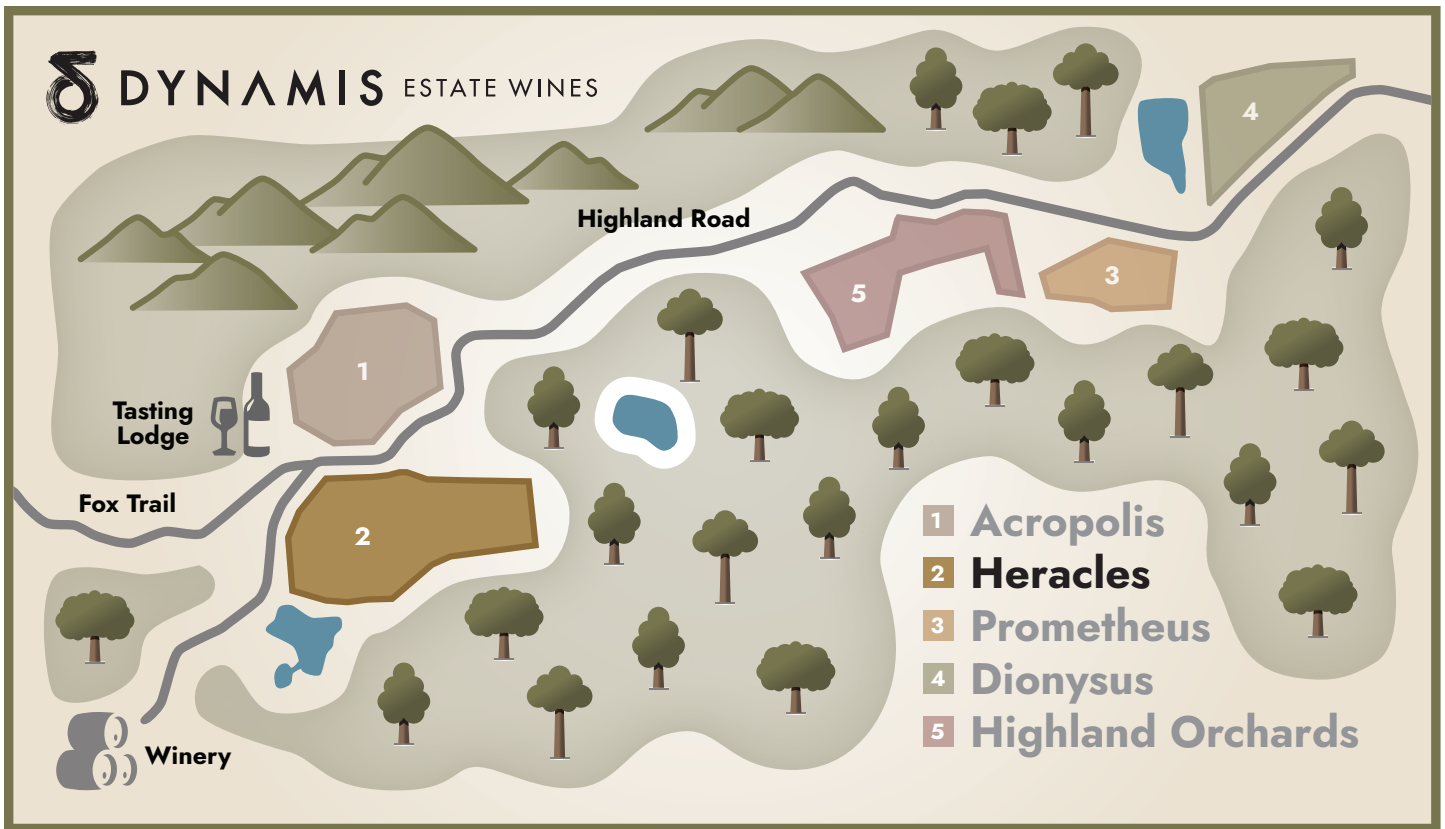 DYNAMIS ESTATE WINES
4
Highland Road
5
3
1
Tasting
Lodge
Fox Trail
2
Winery
1 Acropolis
2 Heracles
3 Prometheus
4 Dionysus
5 Highland Orchards